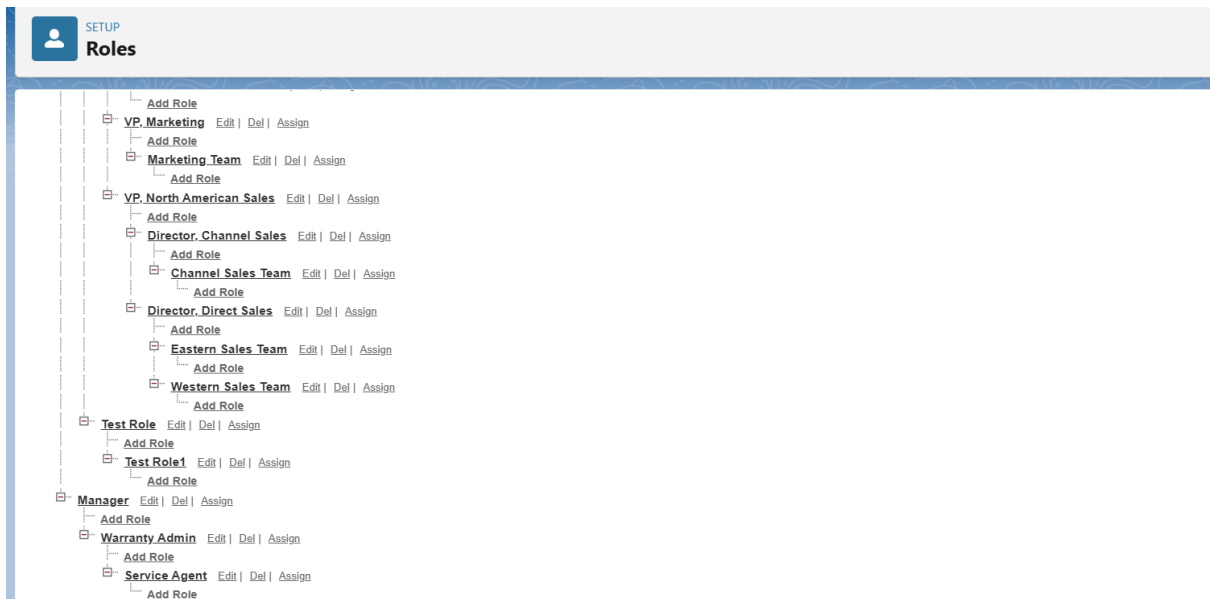 SETUP
Roles
Add Role
VP, Marketing Edit | Del | Assign
Add Role
Marketing Team Edit | Del | Assign
Add Role
VP, North American Sales Edit | Del | Assign
Add Role
Director, Channel Sales Edit | Del | Assign
Add Role
Channel Sales Team Edit | Del | Assign
Add Role
Director, Direct Sales Edit | Del | Assign
Add Role
Eastern Sales Team Edit | Del | Assign
Add Role
Western Sales Team Edit | Del | Assign
Add Role
Test Role Edit | Del | Assign
Add Role
Test Role1 Edit | Del | Assign
Add Role
Manager Edit | Del | Assign
Add Role
Warranty Admin Edit | Del | Assign
Add Role
Service Agent Edit | Del | Assign
Add Role